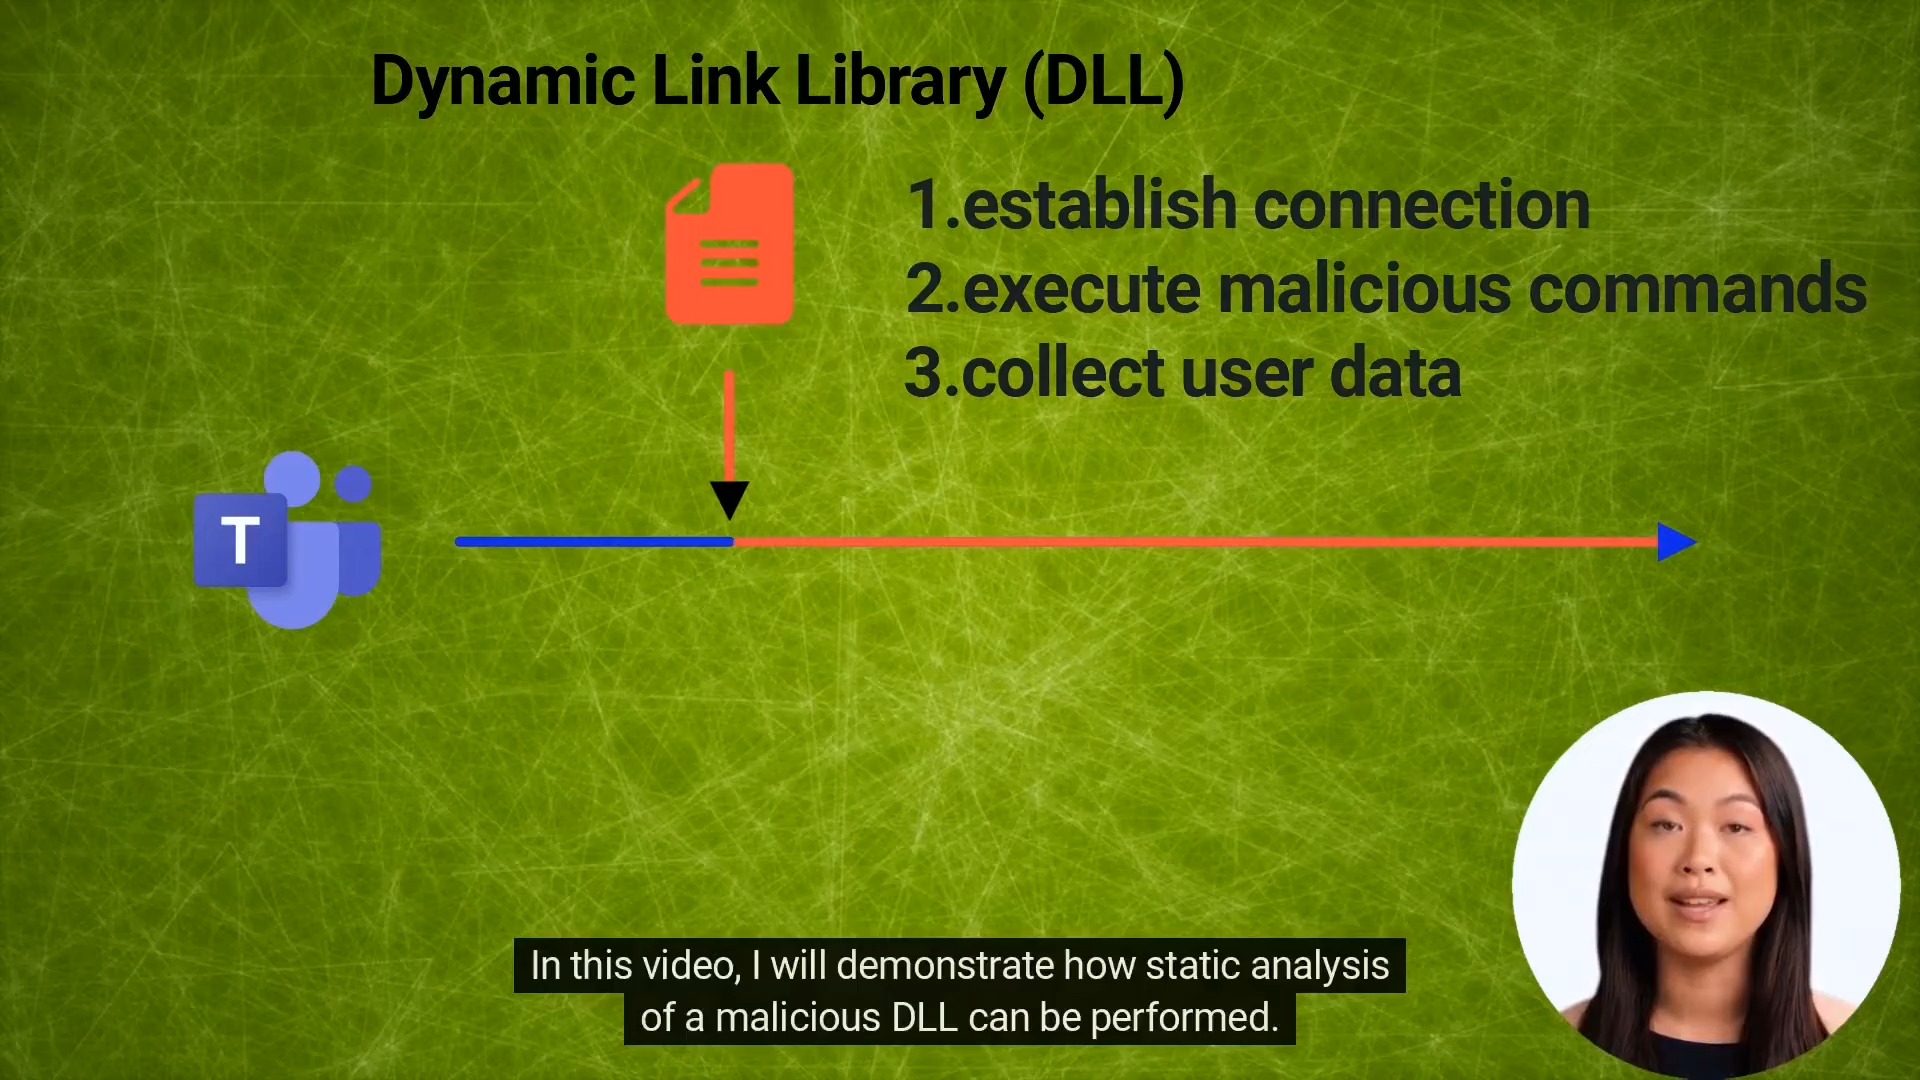 Dynamic Link Library (DLL)
1.establish connection
2.execute malicious commands
3.collect user data
T
In this video, I will demonstrate how static analysis
of a malicious DLL can be performed.